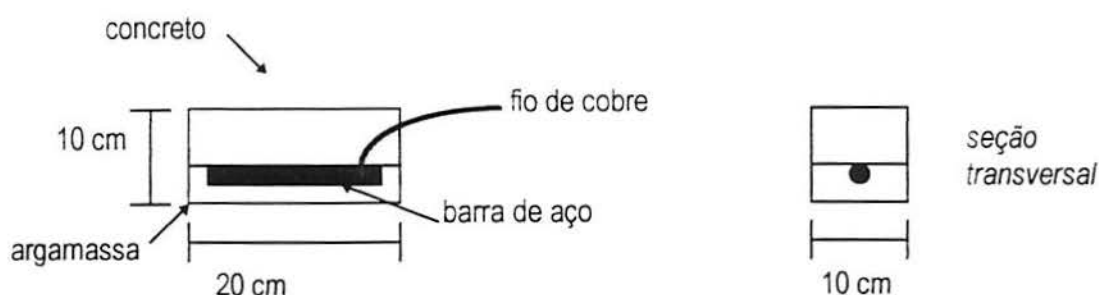 concreto
fio de cobre
10 cm
seção
transversal
barra de aço
argamassa
20 cm
10 cm